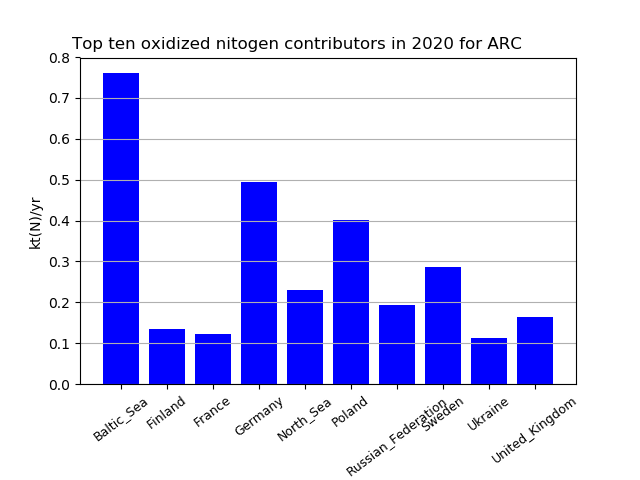 Top ten oxidized nitogen contributors in 2020 for ARC
kt(N)/yr
0.8
0.7
0.6
0.5
0.4
0.3
0.2
0.1
0.0
Baltic_Sea
Finland
France
Germany
North_Sea
Poland
Russian_Federation
Sweden
Ukraine
United_Kingdom